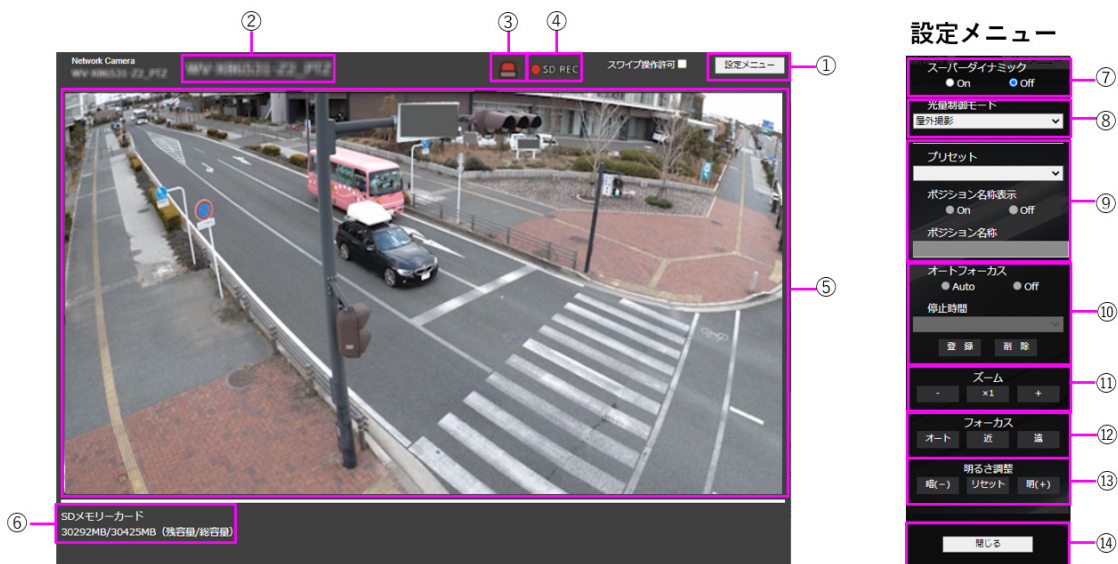 設定メニュー
②
③
④
Network Camera
SD REC
スワイプ操作許可
設定メニュー
①
スーパーダイナミック
On Off
⑦
光量制御モード
屋外撮影
⑧
プリセット
ポジション名称表示
On Off
ポジション名称
⑨
⑤
オートフォーカス
Auto Off
停止時間
登 録 削 除
⑩
ズーム
- ×1 +
⑪
フォーカス
オート 近 遠
⑫
明るさ調整
暗(-) リセット 明(+)
⑬
⑥
SDメモリーカード
30292MB/30425MB（残容量/総容量）
閉じる
⑭